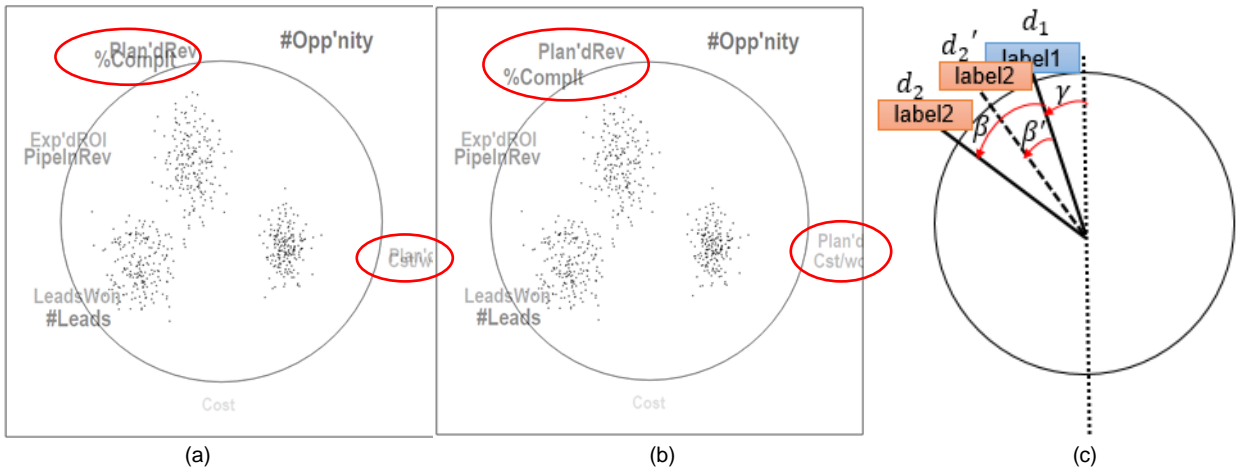 Plan'dRev
%Complt
#Opp'nity
Exp'dROI
PipelnRev
Plan'd
Cst/w
LeadsWon
#Leads
Cost
(a)
Plan'dRev
%Complt
#Opp'nity
Exp'dROI
PipelnRev
Plan'd
Cst/wo
LeadsWon
#Leads
Cost
(b)
d₁
d₂′
label1
label2
d₂
label2
γ
β
β′
(c)